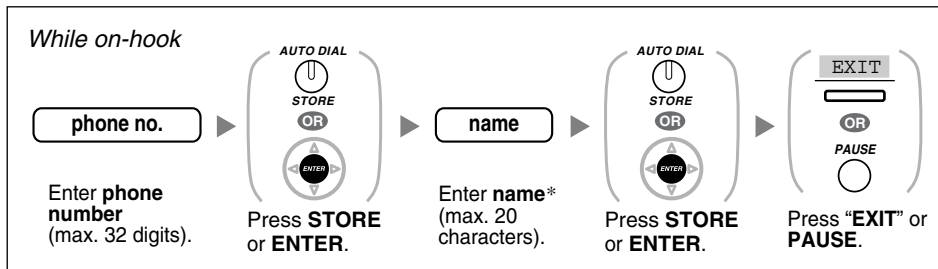 While on-hook
phone no.
Enter phone
number
(max. 32 digits).
AUTO DIAL
STORE
OR
ENTER
Press STORE
or ENTER.
name
Enter name*
(max. 20
characters).
AUTO DIAL
STORE
OR
ENTER
Press STORE
or ENTER.
EXIT
OR
PAUSE
Press “EXIT” or
PAUSE.